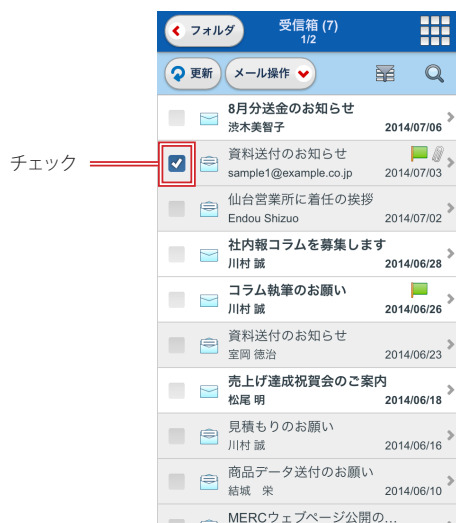 フォルダ
受信箱 (7)
1/2
更新
メール操作
8月分送金のお知らせ
渋木美智子
2014/07/06
チェック
資料送付のお知らせ
sample1@example.co.jp
2014/07/03
仙台営業所に着任の挨拶
Endou Shizuo
2014/07/02
社内報コラムを募集します
川村 誠
2014/06/28
コラム執筆のお願い
川村 誠
2014/06/26
資料送付のお知らせ
室岡 徳治
2014/06/23
売上げ達成祝賀会のご案内
松尾 明
2014/06/18
見積もりのお願い
川村 誠
2014/06/16
商品データ送付のお願い
結城　栄
2014/06/10
MERCウェブページ公開の...